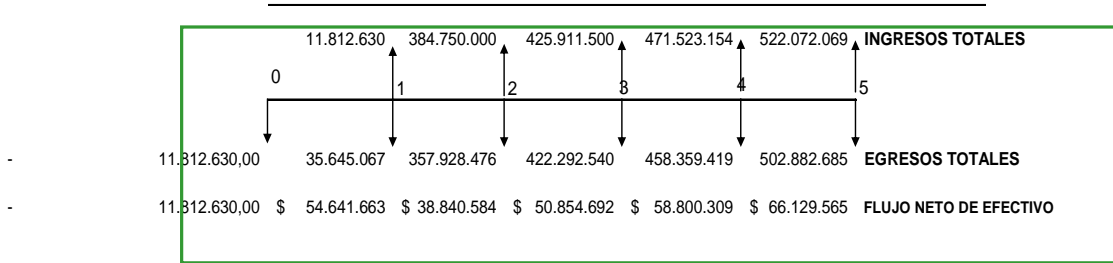 11.812.630 384.750.000 425.911.500 471.523.154 522.072.069 INGRESOS TOTALES
0
1 2 3 4 5
- 11.812.630,00 35.645.067 357.928.476 422.292.540 458.359.419 502.882.685 EGRESOS TOTALES
- 11.812.630,00 $ 54.641.663 $ 38.840.584 $ 50.854.692 $ 58.800.309 $ 66.129.565 FLUJO NETO DE EFECTIVO